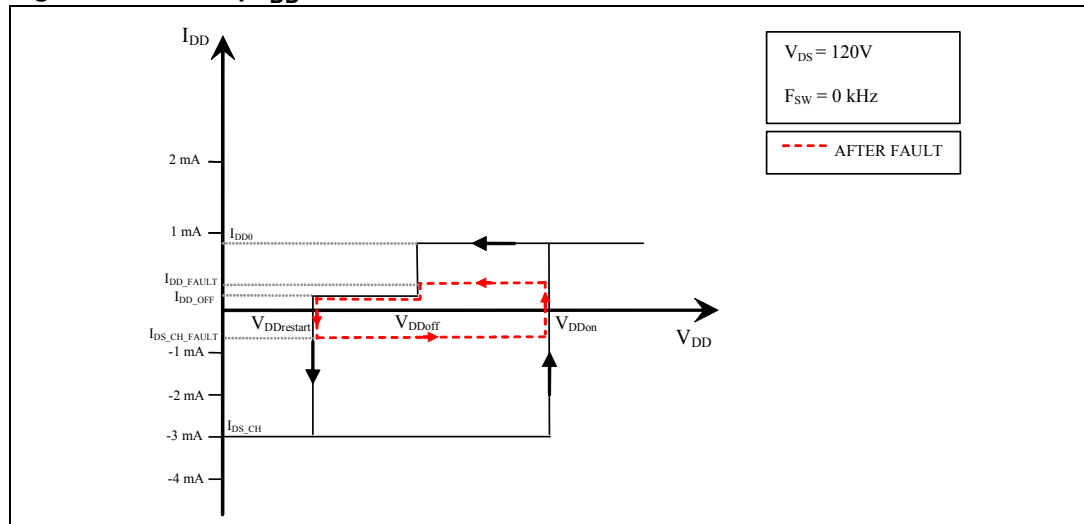 I_DD
V_DS = 120V
F_SW = 0 kHz
AFTER FAULT
2 mA
1 mA
I_DD0
I_DD_FAULT
I_DD_OFF
V_DDrestart
V_DDoff
V_DDon
V_DD
I_DS_CH_FAULT
-1 mA
-2 mA
-3 mA
I_DS_CH
-4 mA